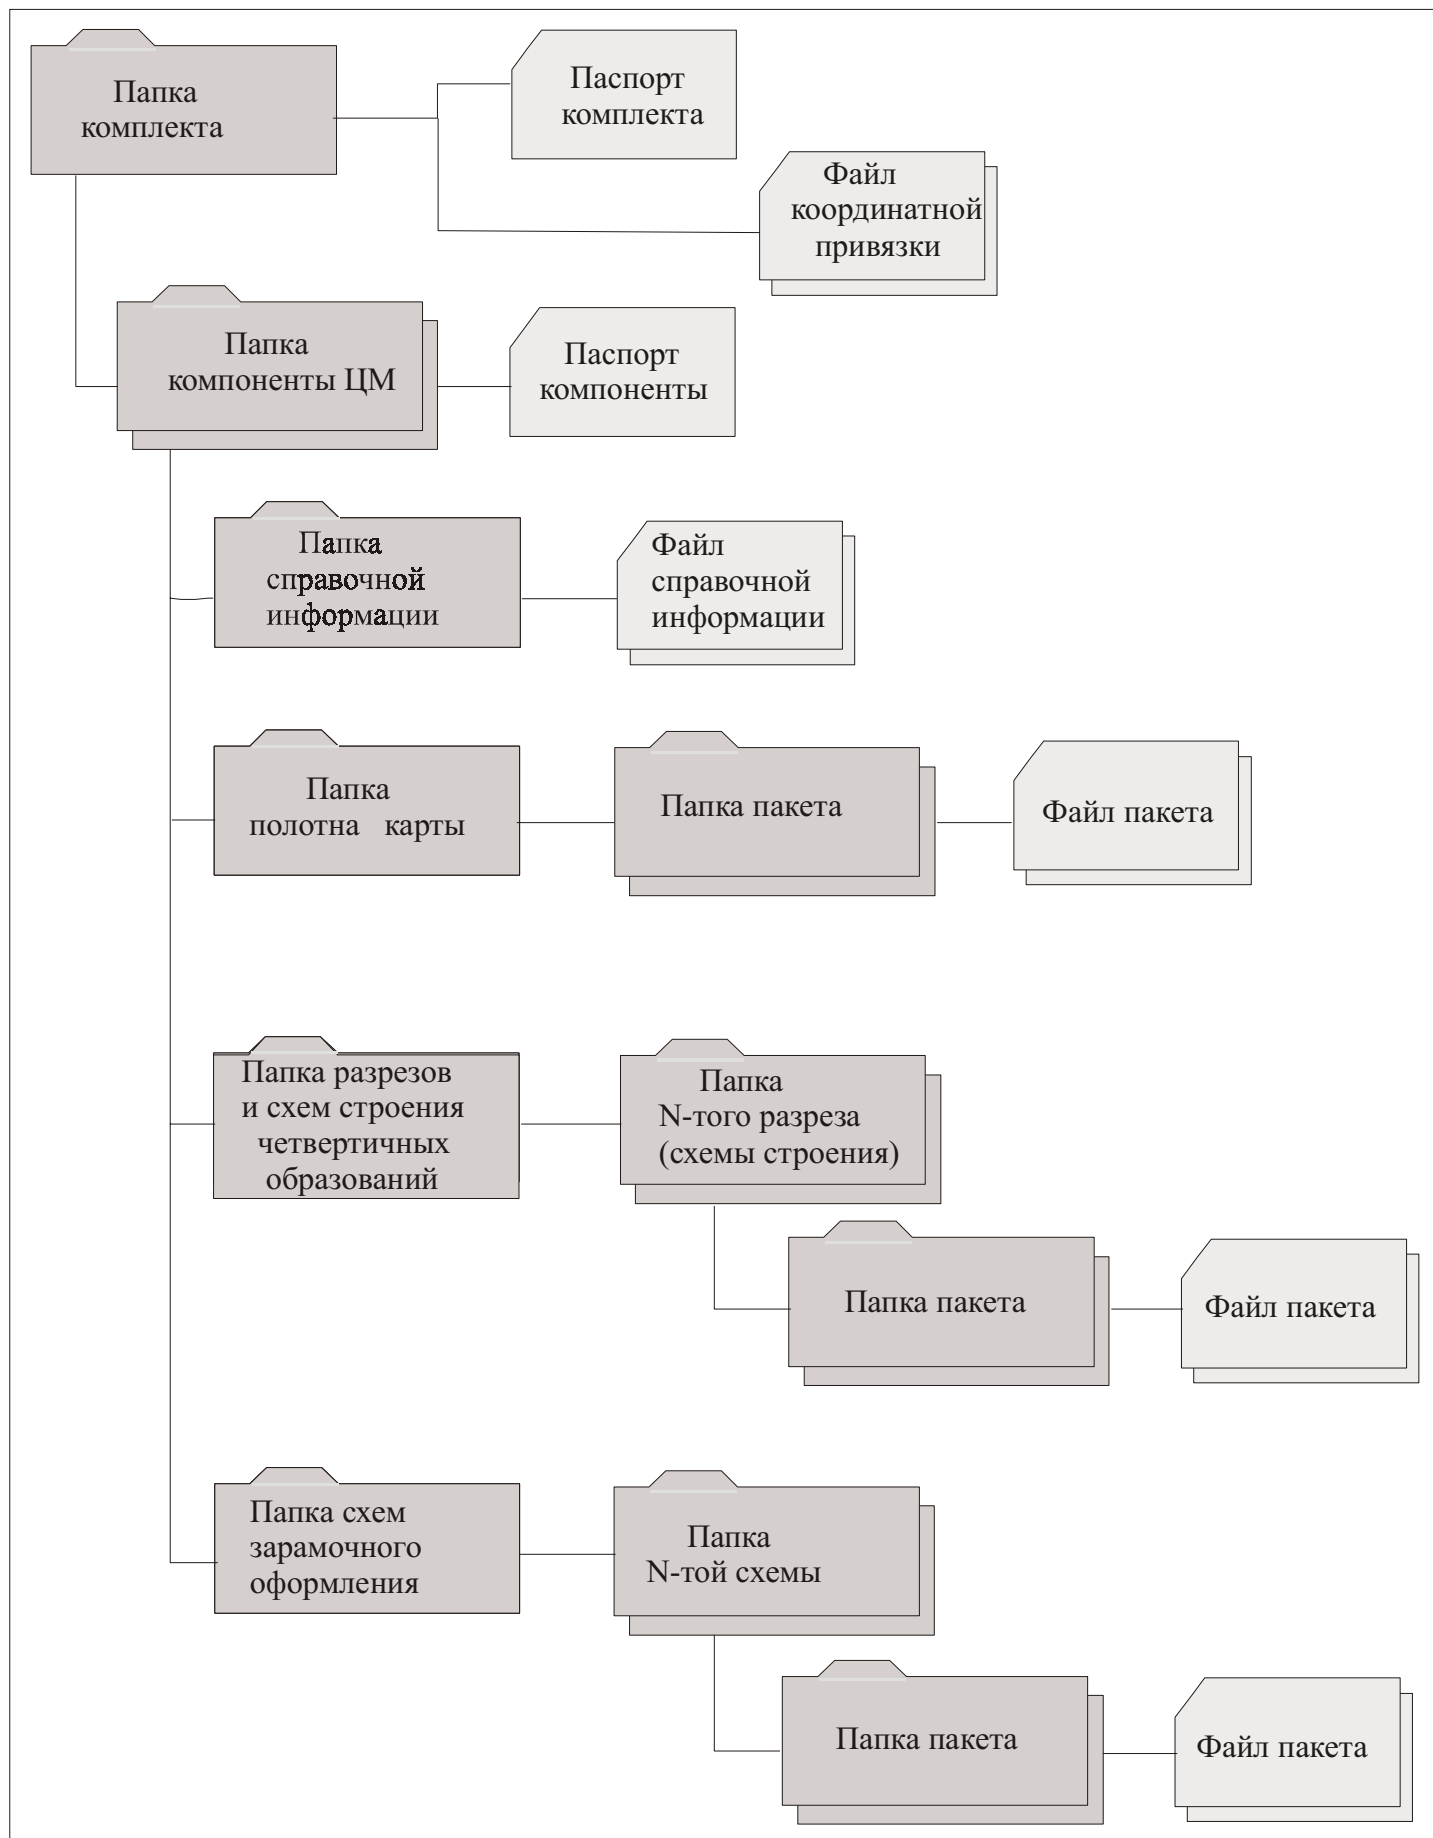 Папка
комплекта
Паспорт
комплекта
Файл
координатной
привязки
Папка
компоненты ЦМ
Паспорт
компоненты
Папка
справочной
информации
Файл
справочной
информации
Папка
полотна карты
Папка пакета
Файл пакета
Папка разрезов
и схем строения
четвертичных
образований
Папка
N-того разреза
(схемы строения)
Папка пакета
Файл пакета
Папка схем
зарамочного
оформления
Папка
N-той схемы
Папка пакета
Файл пакета